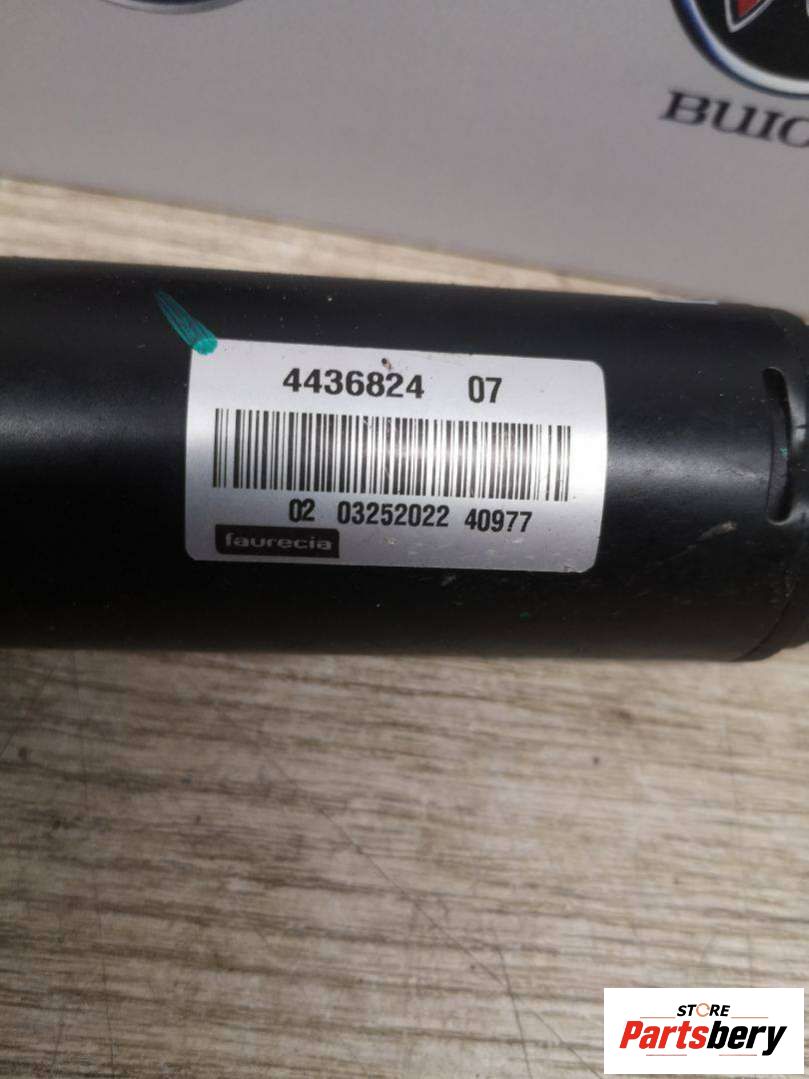 BUIC
4436824 07
02 03252022 40977
faurecia
STORE
Partsbery